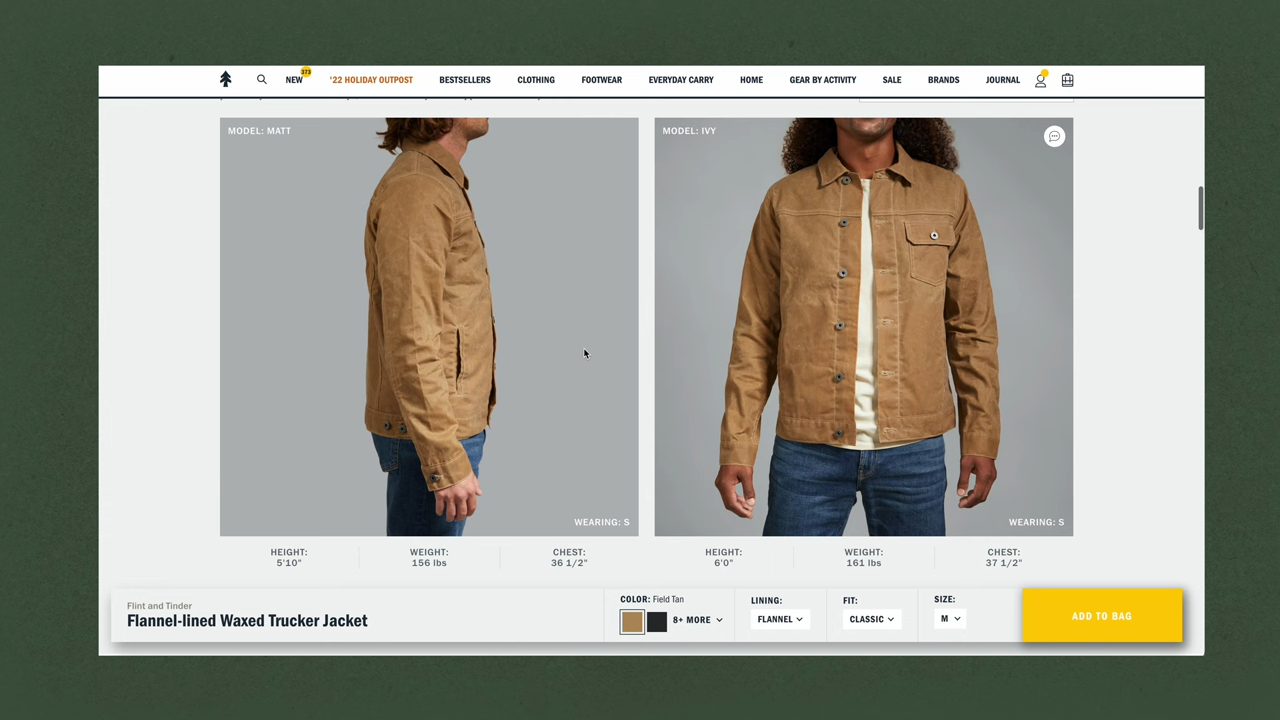 373
NEW
'22 HOLIDAY OUTPOST
BESTSELLERS
CLOTHING
FOOTWEAR
EVERYDAY CARRY
HOME
GEAR BY ACTIVITY
SALE
BRANDS
JOURNAL
MODEL: MATT
MODEL: IVY
WEARING: S
WEARING: S
HEIGHT:
5'10"
WEIGHT:
156 lbs
CHEST:
36 1/2"
HEIGHT:
6'0"
WEIGHT:
161 lbs
CHEST:
37 1/2"
Flint and Tinder
Flannel-lined Waxed Trucker Jacket
COLOR: Field Tan
8+ MORE
LINING:
FLANNEL
FIT:
CLASSIC
SIZE:
M
ADD TO BAG